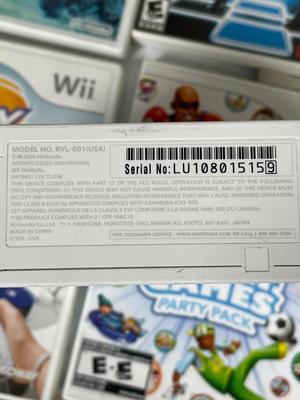 Wii
MODEL NO. RVL-001(USA)
©/® 2006 Nintendo
PATENTS ISSUED AND PENDING.
SEE MANUAL.
RATING: 12V⎓45W
Serial No: LU108015159
THIS DEVICE COMPLIES WITH PART 15 OF THE FCC RULES. OPERATION IS SUBJECT TO THE FOLLOWING
TWO CONDITIONS: (1) THIS DEVICE MAY NOT CAUSE HARMFUL INTERFERENCE, AND (2) THIS DEVICE MUST
ACCEPT ANY INTERFERENCE RECEIVED, INCLUDING INTERFERENCE THAT MAY CAUSE UNDESIRED OPERATION.
THIS CLASS B DIGITAL APPARATUS COMPLIES WITH CANADIAN ICES-003.
CET APPAREIL NUMÉRIQUE DE LA CLASSE B EST CONFORME À LA NORME NMB-003 DU CANADA.
THIS PRODUCT COMPLIES WITH 21 CFR 1040.10.
Nintendo Co., Ltd. 11-1 KAMITOBA HOKOTATE-CHO, MINAMI-KU, KYOTO, 601-8501, JAPAN
FOR CONSUMER SERVICE - WWW.NINTENDO.COM OR CALL 1-800-255-3700
GAMES
PARTY PACK
E
E